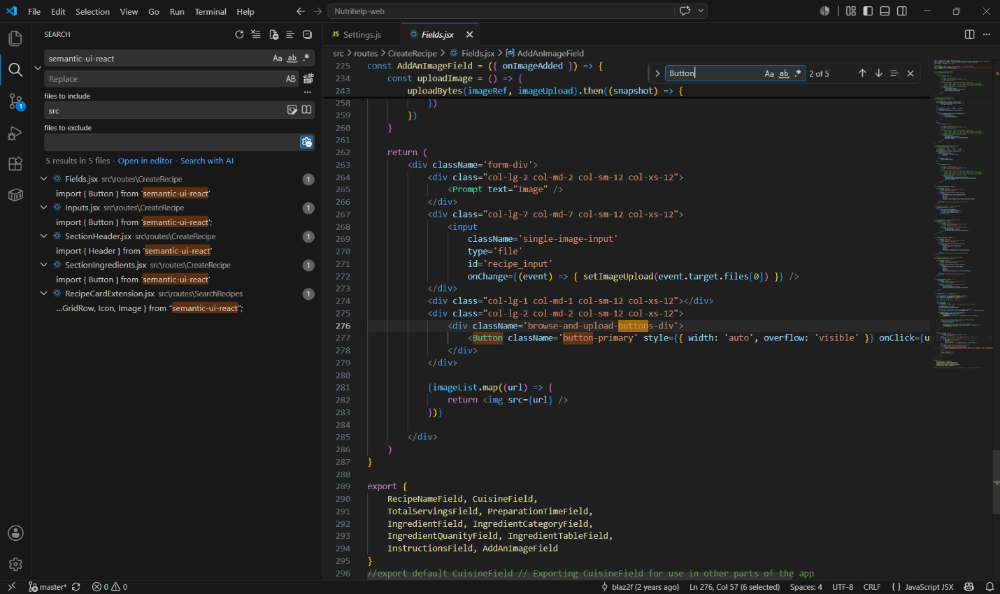 File Edit Selection View Go Run Terminal Help
Nutrihelp-web
SEARCH
semantic-ui-react
Aa ab .*
Replace
AB
files to include
src
files to exclude
5 results in 5 files - Open in editor - Search with AI
Fields.jsx src\routes\CreateRecipe 1
import { Button } from 'semantic-ui-react'
Inputs.jsx src\routes\CreateRecipe 1
import { Button } from 'semantic-ui-react';
SectionHeader.jsx src\routes\CreateRecipe 1
import { Header } from 'semantic-ui-react'
SectionIngredients.jsx src\routes\CreateRecipe 1
import { Button } from 'semantic-ui-react'
RecipeCardExtension.jsx src\routes\SearchRecipes 1
...GridRow, Icon, Image } from "semantic-ui-react";
1
JS Settings.js
Fields.jsx
src > routes > CreateRecipe > Fields.jsx > AddAnImageField
Button
Aa ab .* 2 of 5
225 const AddAnImageField = ({ onImageAdded }) => {
234 const uploadImage = () => {
243 uploadBytes(imageRef, imageUpload).then((snapshot) => {
258 })
259 })
260 }
261
262 return (
263 <div className='form-div'>
264 <div class="col-lg-2 col-md-2 col-sm-12 col-xs-12">
265 <Prompt text="Image" />
266 </div>
267 <div class="col-lg-7 col-md-7 col-sm-12 col-xs-12">
268 <input
269 className='single-image-input'
270 type='file'
271 id='recipe_input'
272 onChange={(event) => { setImageUpload(event.target.files[0]) }} />
273 </div>
274 <div class="col-lg-1 col-md-1 col-sm-12 col-xs-12"></div>
275 <div class="col-lg-2 col-md-2 col-sm-12 col-xs-12">
276 <div className='browse-and-upload-buttons-div'>
277 <Button className='button-primary' style={{ width: 'auto', overflow: 'visible' }} onClick={u
278 </div>
279 </div>
280
281 {imageList.map((url) => {
282 return <img src={url} />
283 })}
284
285 </div>
286 )
287 }
288
289 export {
290 RecipeNameField, CuisineField,
291 TotalServingsField, PreparationTimeField,
292 IngredientField, IngredientCategoryField,
293 IngredientQuanityField, IngredientTableField,
294 InstructionsField, AddAnImageField
295 }
296 //export default CuisineField // Exporting CuisineField for use in other parts of the app
master* 0 0
blaz2f (2 years ago) Ln 276, Col 57 (6 selected) Spaces: 4 UTF-8 CRLF {} JavaScript JSX